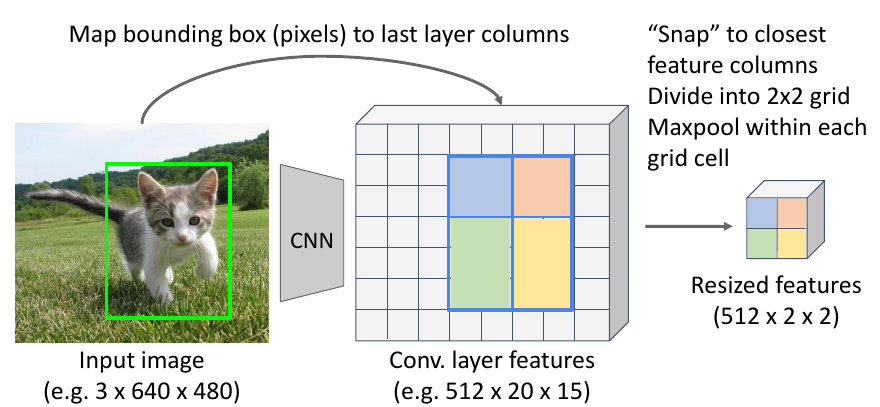 Map bounding box (pixels) to last layer columns
“Snap” to closest
feature columns
Divide into 2x2 grid
Maxpool within each
grid cell
CNN
Resized features
(512 x 2 x 2)
Input image
(e.g. 3 x 640 x 480)
Conv. layer features
(e.g. 512 x 20 x 15)